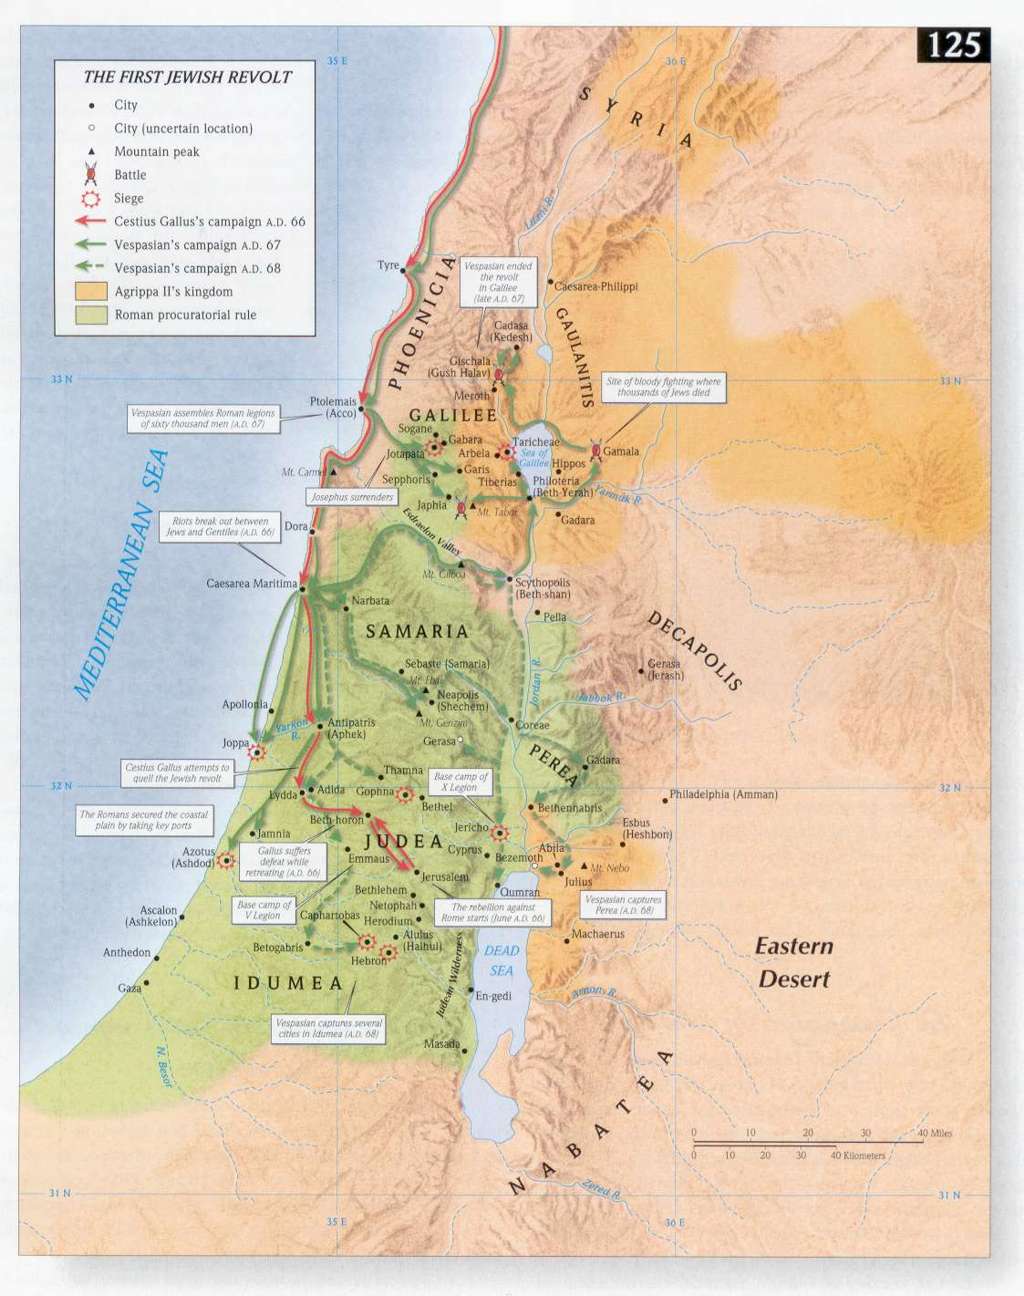 125
THE FIRST JEWISH REVOLT
City
City (uncertain location)
Mountain peak
Battle
Siege
Cestius Gallus's campaign A.D. 66
Vespasian's campaign A.D. 67
Vespasian's campaign A.D. 68
Agrippa II's kingdom
Roman procuratorial rule
35 E
36 E
SYRIA
Litani R.
Tyre
PHOENICIA
Vespasian ended
the revolt
in Galilee
(late A.D. 67)
Caesarea-Philippi
GAULANITIS
Cadasa
(Kedesh)
Gischala
(Gush Halav)
Meroth
33 N
33 N
Site of bloody fighting where
thousands of Jews died
Ptolemais
(Acco)
Vespasian assembles Roman legions
of sixty thousand men (A.D. 67)
GALILEE
Sogane
Gabara
Jotapata
Arbela
Taricheae
Sea of
Galilee
Hippos
Gamala
Mt. Carmel
Garis
Sepphoris
Tiberias
Philoteria
(Beth-Yerah)
Yarmuk R.
Josephus surrenders
Japhia
Mt. Tabor
Gadara
MEDITERRANEAN SEA
Riots break out between
Jews and Gentiles (A.D. 66)
Dora
Esdraelon Valley
Mt. Gilboa
Caesarea Maritima
Scythopolis
(Beth-shan)
Narbata
Pella
SAMARIA
DECAPOLIS
Sebaste (Samaria)
Mt. Ebal
Neapolis
(Shechem)
Mt. Gerizim
Jordan R.
Gerasa
(Jerash)
Jabbok R.
Apollonia
Yarkon
R.
Antipatris
(Aphek)
Coreae
Joppa
Gerasa
PEREA
Gadara
Cestius Gallus attempts to
quell the Jewish revolt
Thamna
Base camp of
X Legion
32 N
32 N
Lydda
Adida
Gophna
Bethel
Bethennabris
Philadelphia (Amman)
The Romans secured the coastal
plain by taking key ports
Beth-horon
Jericho
Esbus
(Heshbon)
Jamnia
JUDEA
Azotus
(Ashdod)
Gallus suffers
defeat while
retreating (A.D. 66)
Emmaus
Cyprus
Bezemoth
Abila
Mt. Nebo
Jerusalem
Julius
Qumran
Bethlehem
Base camp of
V Legion
Netophah
The rebellion against
Rome starts (June A.D. 66)
Vespasian captures
Perea (A.D. 68)
Ascalon
(Ashkelon)
Caphartobas
Herodium
Alulus
(Halhul)
Machaerus
Anthedon
Betogabris
Hebron
DEAD
SEA
Eastern
Desert
Gaza
IDUMEA
Judean Wilderness
En-gedi
Arnon R.
Vespasian captures several
cities in Idumea (A.D. 68)
Masada
N. Besor
NABATEA
0 10 20 30 40 Miles
0 10 20 30 40 Kilometers
Zered R.
31 N
31 N
35 E
36 E